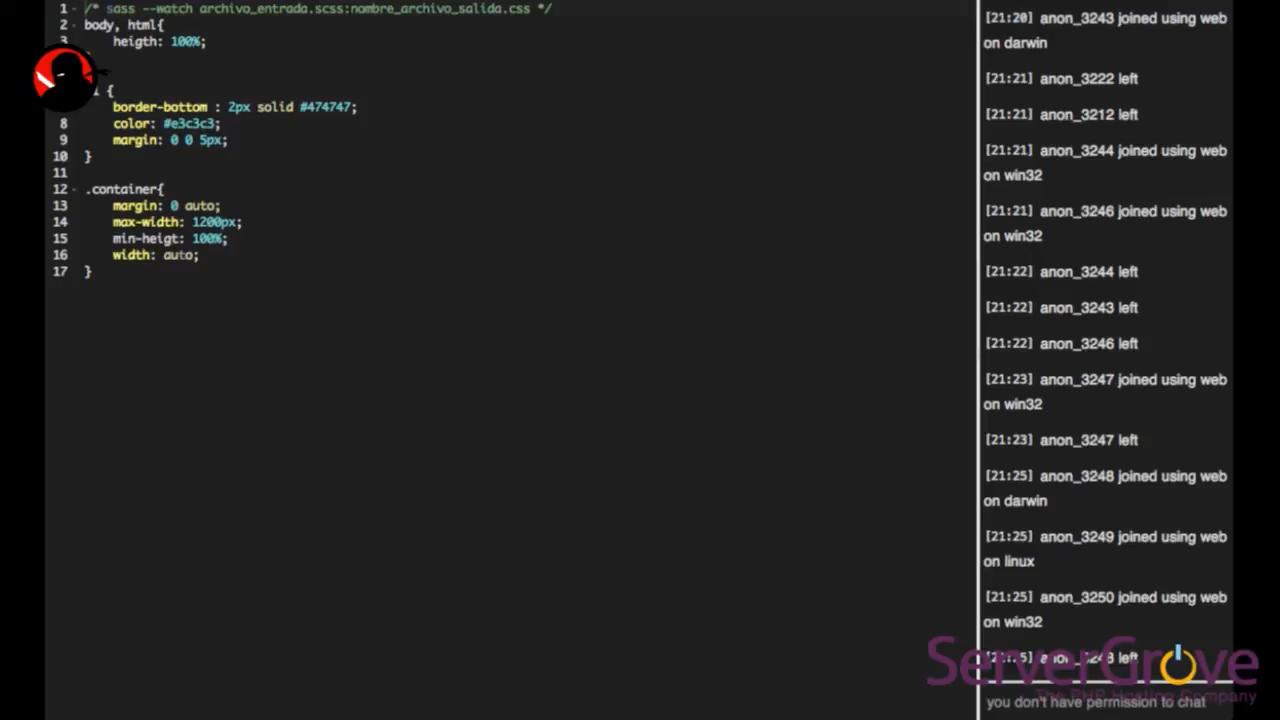 1 /* sass --watch archivo_entrada.scss:nombre_archivo_salida.css */
2 body, html{
3 heigth: 100%;
{
border-bottom : 2px solid #474747;
8 color: #e3c3c3;
9 margin: 0 0 5px;
10 }
11
12 .container{
13 margin: 0 auto;
14 max-width: 1200px;
15 min-heigt: 100%;
16 width: auto;
17 }
[21:20] anon_3243 joined using web
on darwin
[21:21] anon_3222 left
[21:21] anon_3212 left
[21:21] anon_3244 joined using web
on win32
[21:21] anon_3246 joined using web
on win32
[21:22] anon_3244 left
[21:22] anon_3243 left
[21:22] anon_3246 left
[21:23] anon_3247 joined using web
on win32
[21:23] anon_3247 left
[21:25] anon_3248 joined using web
on darwin
[21:25] anon_3249 joined using web
on linux
[21:25] anon_3250 joined using web
on win32
[21:25] anon_3248 left
ServerGrove
The PHP Hosting Company
you don't have permission to chat